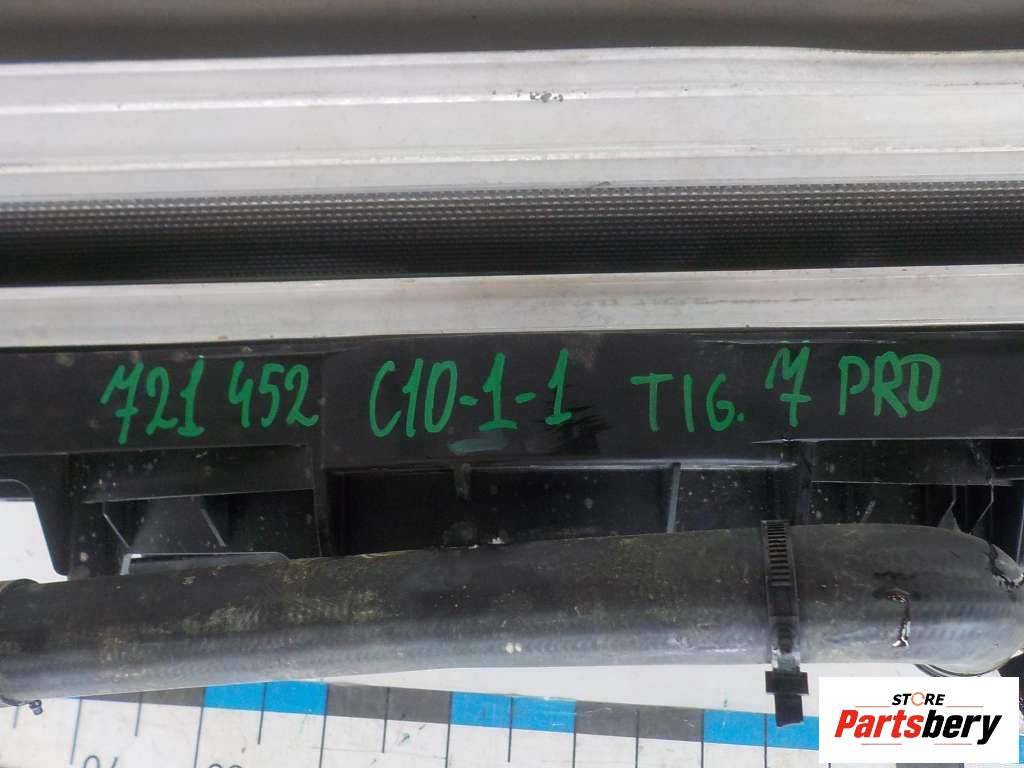 721 452 C10-1-1 TIG. 7 PRO
STORE
Partsbery